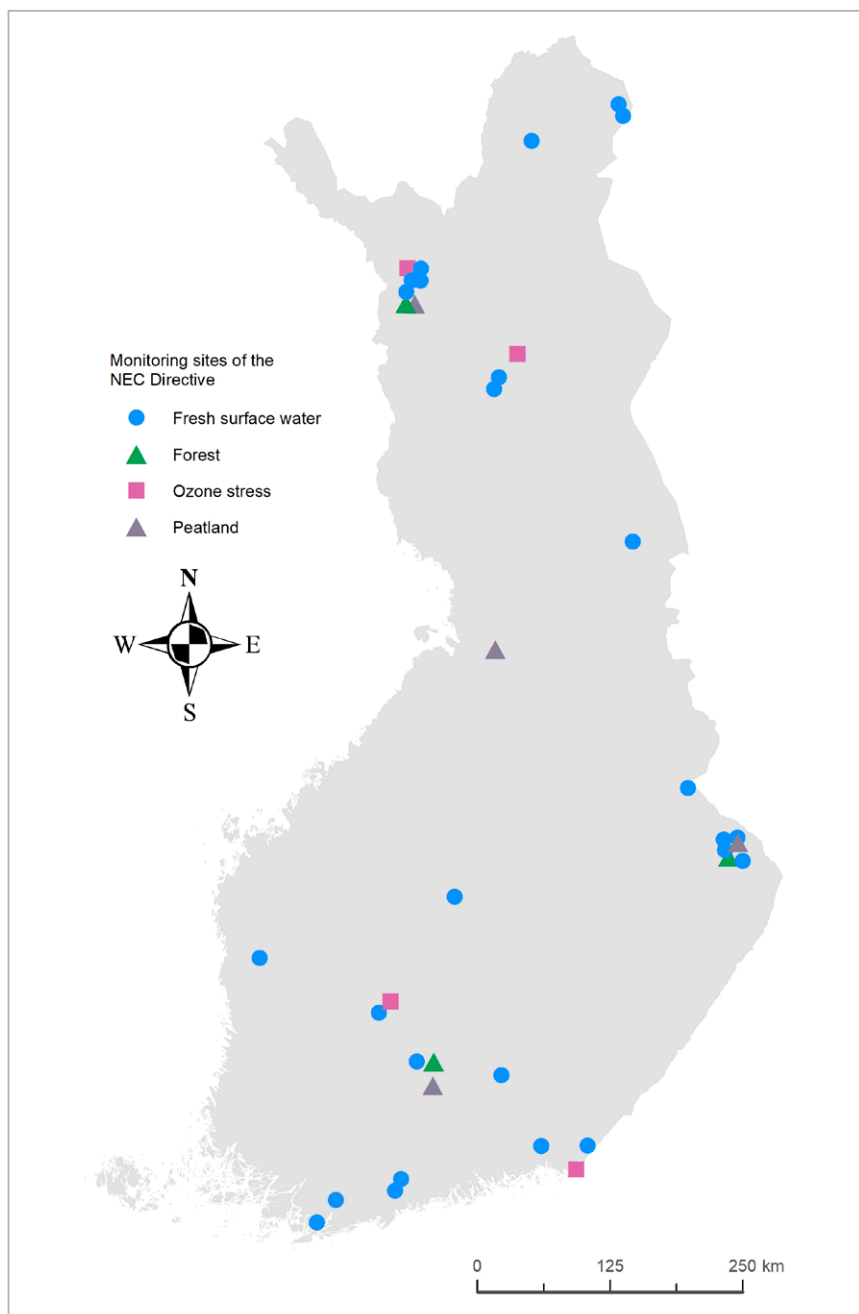 Monitoring sites of the
NEC Directive
Fresh surface water
Forest
Ozone stress
Peatland
N
W E
S
0 125 250 km